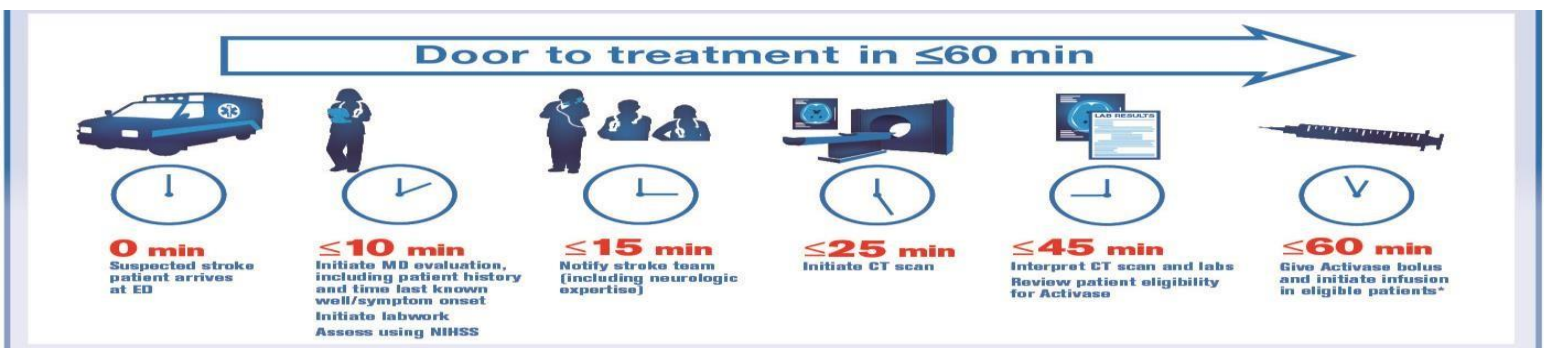 Door to treatment in ≤60 min
LAB RESULTS
0 min
Suspected stroke
patient arrives
at ED
≤10 min
Initiate MD evaluation,
including patient history
and time last known
well/symptom onset
Initiate labwork
Assess using NIHSS
≤15 min
Notify stroke team
(including neurologic
expertise)
≤25 min
Initiate CT scan
≤45 min
Interpret CT scan and labs
Review patient eligibility
for Activase
≤60 min
Give Activase bolus
and initiate infusion
in eligible patients*